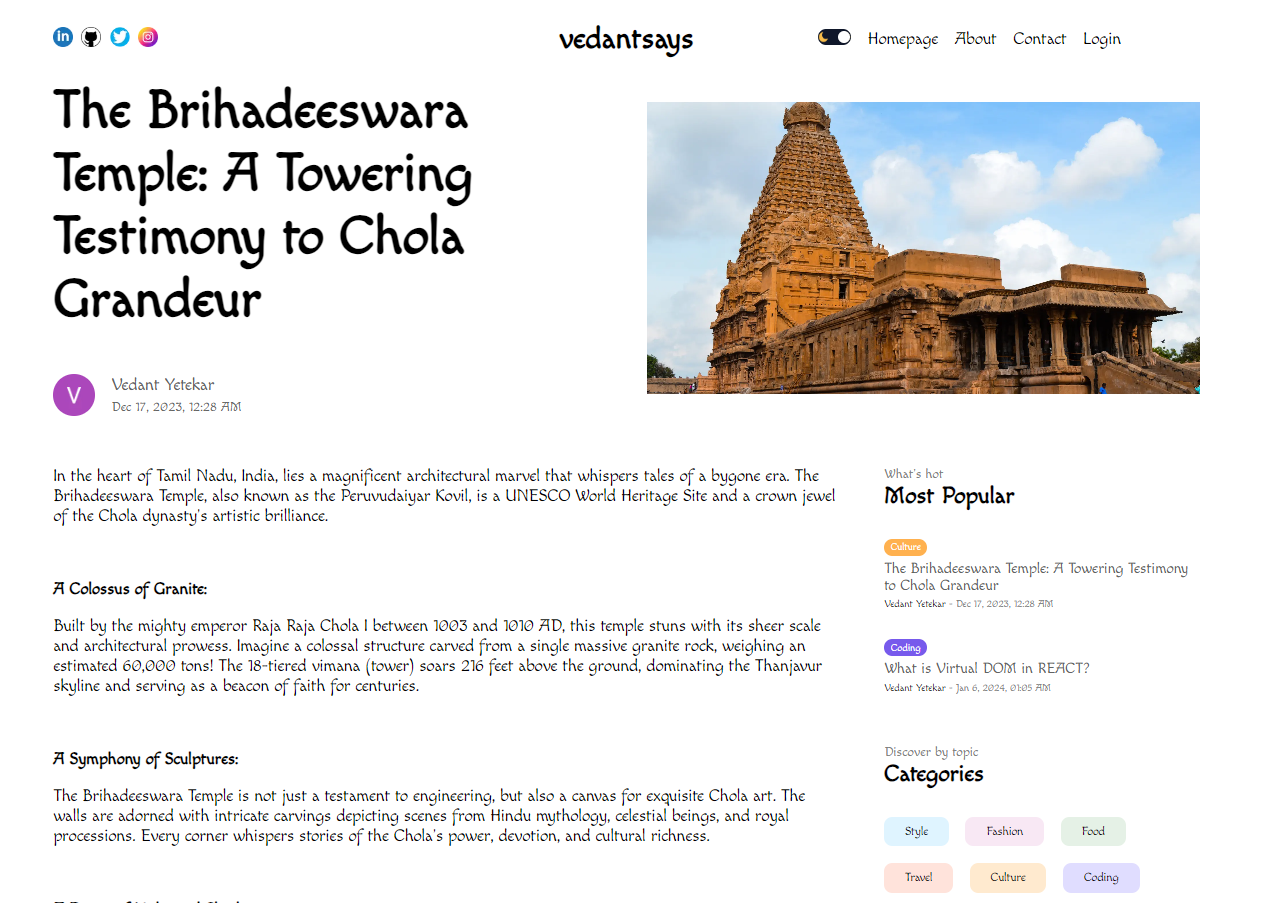 in
vedantsays
Homepage About Contact Login
The Brihadeeswara
Temple: A Towering
Testimony to Chola
Grandeur
V
Vedant Yetekar
Dec 17, 2023, 12:28 AM
In the heart of Tamil Nadu, India, lies a magnificent architectural marvel that whispers tales of a bygone era. The
Brihadeeswara Temple, also known as the Peruvudaiyar Kovil, is a UNESCO World Heritage Site and a crown jewel
of the Chola dynasty's artistic brilliance.
A Colossus of Granite:
Built by the mighty emperor Raja Raja Chola I between 1003 and 1010 AD, this temple stuns with its sheer scale
and architectural prowess. Imagine a colossal structure carved from a single massive granite rock, weighing an
estimated 60,000 tons! The 18-tiered vimana (tower) soars 216 feet above the ground, dominating the Thanjavur
skyline and serving as a beacon of faith for centuries.
A Symphony of Sculptures:
The Brihadeeswara Temple is not just a testament to engineering, but also a canvas for exquisite Chola art. The
walls are adorned with intricate carvings depicting scenes from Hindu mythology, celestial beings, and royal
processions. Every corner whispers stories of the Chola's power, devotion, and cultural richness.
What's hot
Most Popular
Culture
The Brihadeeswara Temple: A Towering Testimony
to Chola Grandeur
Vedant Yetekar - Dec 17, 2023, 12:28 AM
Coding
What is Virtual DOM in REACT?
Vedant Yetekar - Jan 6, 2024, 01:05 AM
Discover by topic
Categories
Style Fashion Food
Travel Culture Coding